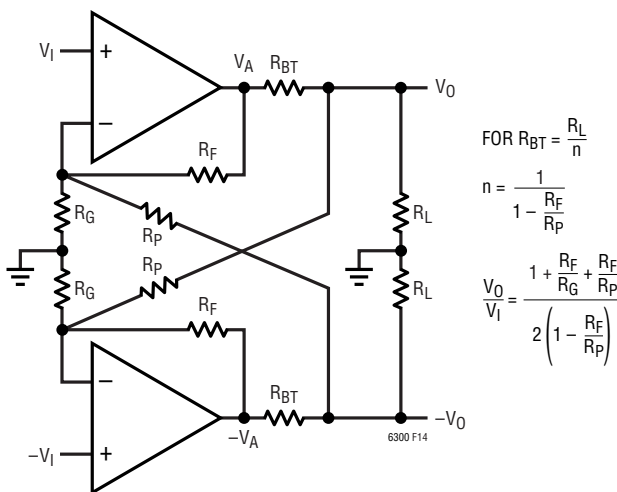 V_I
+
V_A
R_BT
V_O
−
R_F
R_G
R_P
R_L
FOR R_BT = R_L / n
n = 1 / (1 − R_F / R_P)
R_P
R_G
R_F
R_L
V_O / V_I = (1 + R_F / R_G + R_F / R_P) / (2 (1 − R_F / R_P))
−
R_BT
−V_O
+
−V_I
−V_A
6300 F14